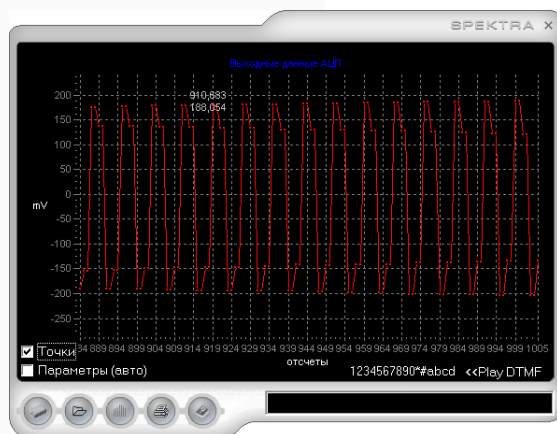 SPEKTRA ×
Выходные данные АЦП
910,683
188,054
200
150
100
50
0
mV
-50
-100
-150
-200
-250
34 889 894 899 904 909 914 919 924 929 934 939 944 949 954 959 964 969 974 979 984 989 994 999 1005
Точки
отсчеты
Параметры (авто)
1234567890*#abcd <<Play DTMF